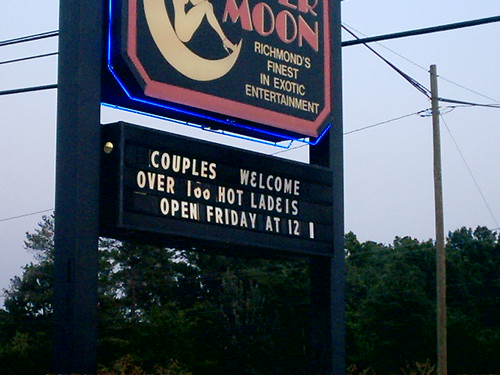 MOON
RICHMOND'S
FINEST
IN EXOTIC
ENTERTAINMENT
COUPLES WELCOME
OVER 100 HOT LADEIS
OPEN FRIDAY AT 12